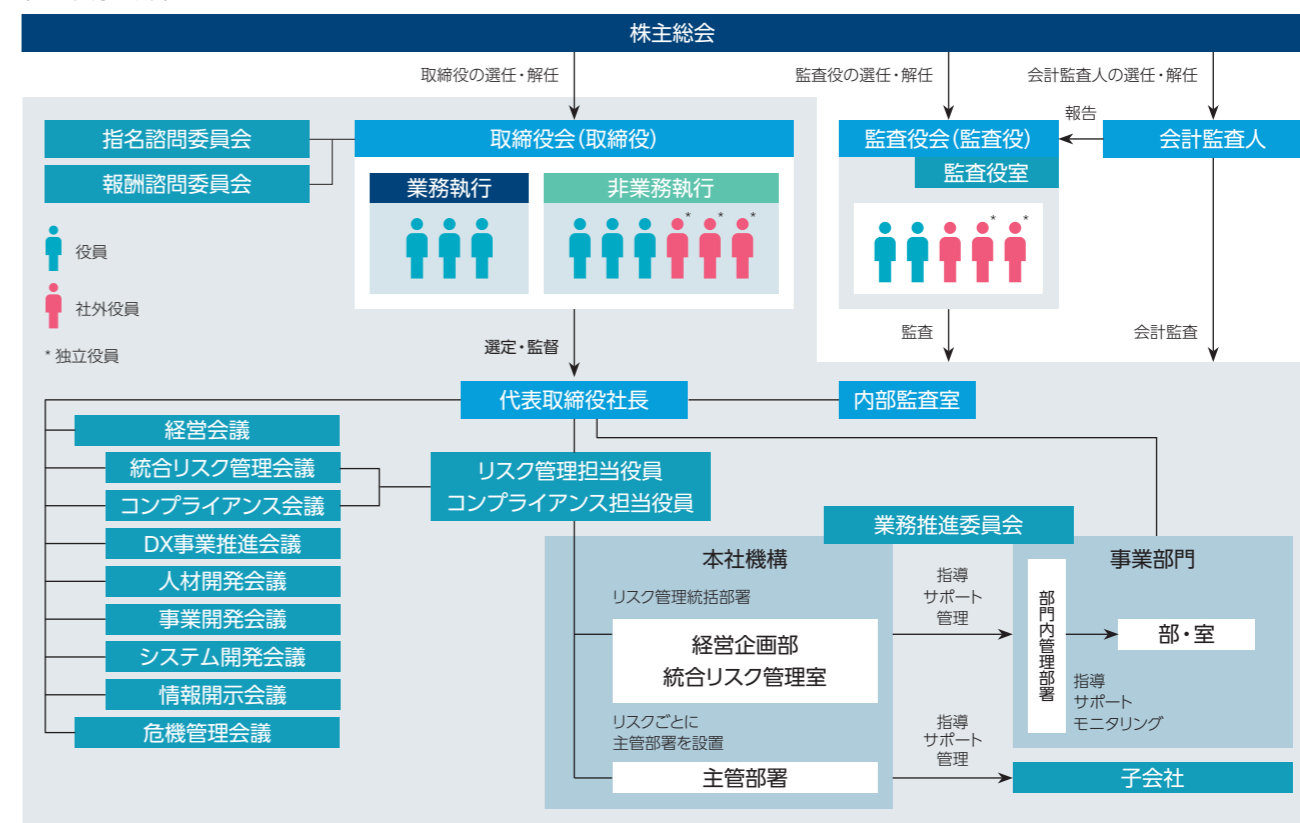 株主総会
取締役の選任・解任
監査役の選任・解任
会計監査人の選任・解任
指名諮問委員会
報酬諮問委員会
取締役会(取締役)
業務執行
非業務執行
* * *
監査役会(監査役)
監査役室
* *
報告
会計監査人
役員
社外役員
* 独立役員
選定・監督
監査
会計監査
代表取締役社長
内部監査室
経営会議
統合リスク管理会議
コンプライアンス会議
DX事業推進会議
人材開発会議
事業開発会議
システム開発会議
情報開示会議
危機管理会議
リスク管理担当役員
コンプライアンス担当役員
業務推進委員会
本社機構
リスク管理統括部署
経営企画部
統合リスク管理室
リスクごとに
主管部署を設置
主管部署
指導
サポート
管理
指導
サポート
管理
事業部門
部門内管理部署
部・室
指導
サポート
モニタリング
子会社